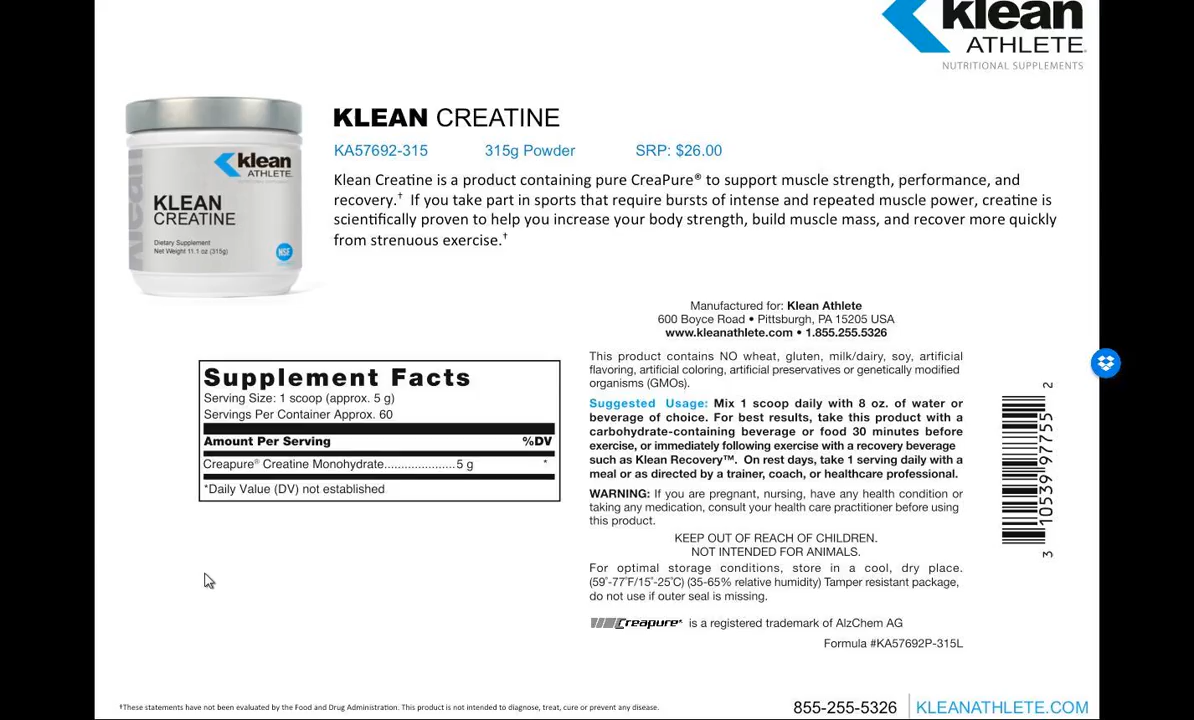 klean
ATHLETE®
NUTRITIONAL SUPPLEMENTS
KLEAN CREATINE
KA57692-315 315g Powder SRP: $26.00
Klean Creatine is a product containing pure CreaPure® to support muscle strength, performance, and
recovery.† If you take part in sports that require bursts of intense and repeated muscle power, creatine is
scientifically proven to help you increase your body strength, build muscle mass, and recover more quickly
from strenuous exercise.†
klean
klean
ATHLETE.
KLEAN
CREATINE
Dietary Supplement
Net Weight 11.1 oz (315g)
NSF
Supplement Facts
Serving Size: 1 scoop (approx. 5 g)
Servings Per Container Approx. 60
Amount Per Serving %DV
Creapure® Creatine Monohydrate.....................5 g *
*Daily Value (DV) not established
Manufactured for: Klean Athlete
600 Boyce Road • Pittsburgh, PA 15205 USA
www.kleanathlete.com • 1.855.255.5326
This product contains NO wheat, gluten, milk/dairy, soy, artificial
flavoring, artificial coloring, artificial preservatives or genetically modified
organisms (GMOs).
Suggested Usage: Mix 1 scoop daily with 8 oz. of water or
beverage of choice. For best results, take this product with a
carbohydrate-containing beverage or food 30 minutes before
exercise, or immediately following exercise with a recovery beverage
such as Klean Recovery™. On rest days, take 1 serving daily with a
meal or as directed by a trainer, coach, or healthcare professional.
WARNING: If you are pregnant, nursing, have any health condition or
taking any medication, consult your health care practitioner before using
this product.
KEEP OUT OF REACH OF CHILDREN.
NOT INTENDED FOR ANIMALS.
For optimal storage conditions, store in a cool, dry place.
(59˚-77˚F/15˚-25˚C) (35-65% relative humidity) Tamper resistant package,
do not use if outer seal is missing.
Creapure® is a registered trademark of AlzChem AG
Formula #KA57692P-315L
3 10539 97755 2
†These statements have not been evaluated by the Food and Drug Administration. This product is not intended to diagnose, treat, cure or prevent any disease.
855-255-5326 KLEANATHLETE.COM